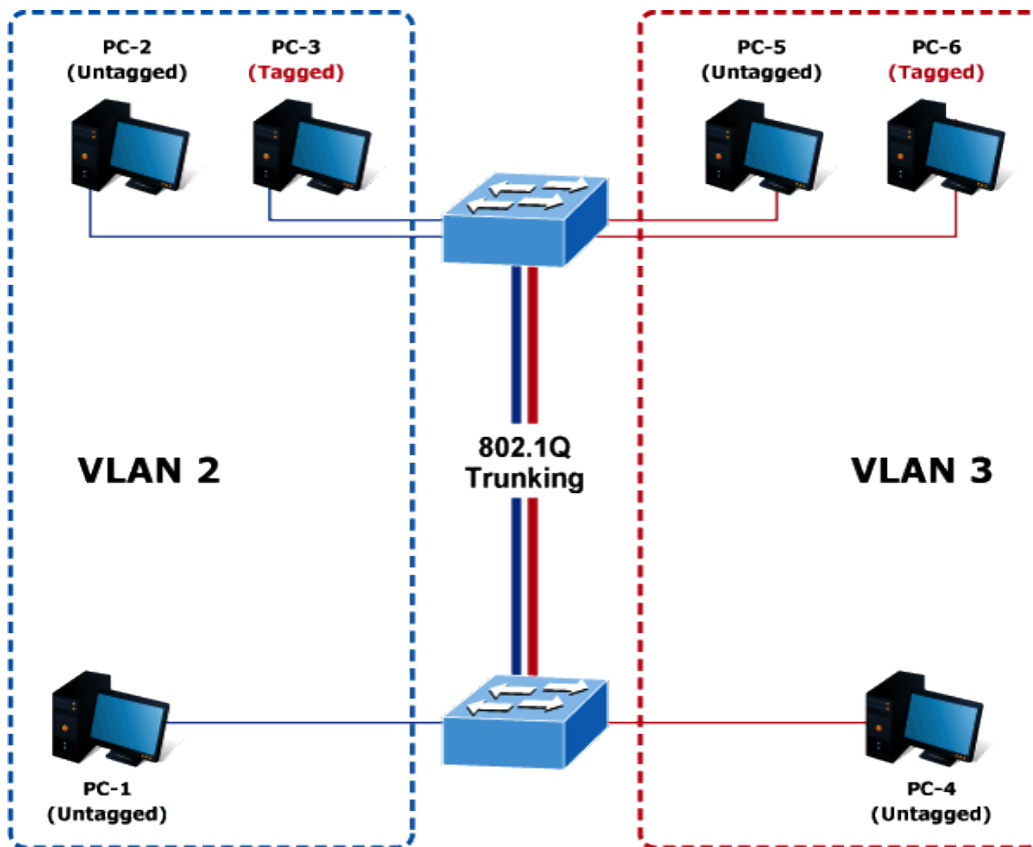 PC-2
(Untagged)
PC-3
(Tagged)
PC-5
(Untagged)
PC-6
(Tagged)
802.1Q
Trunking
VLAN 2
VLAN 3
PC-1
(Untagged)
PC-4
(Untagged)